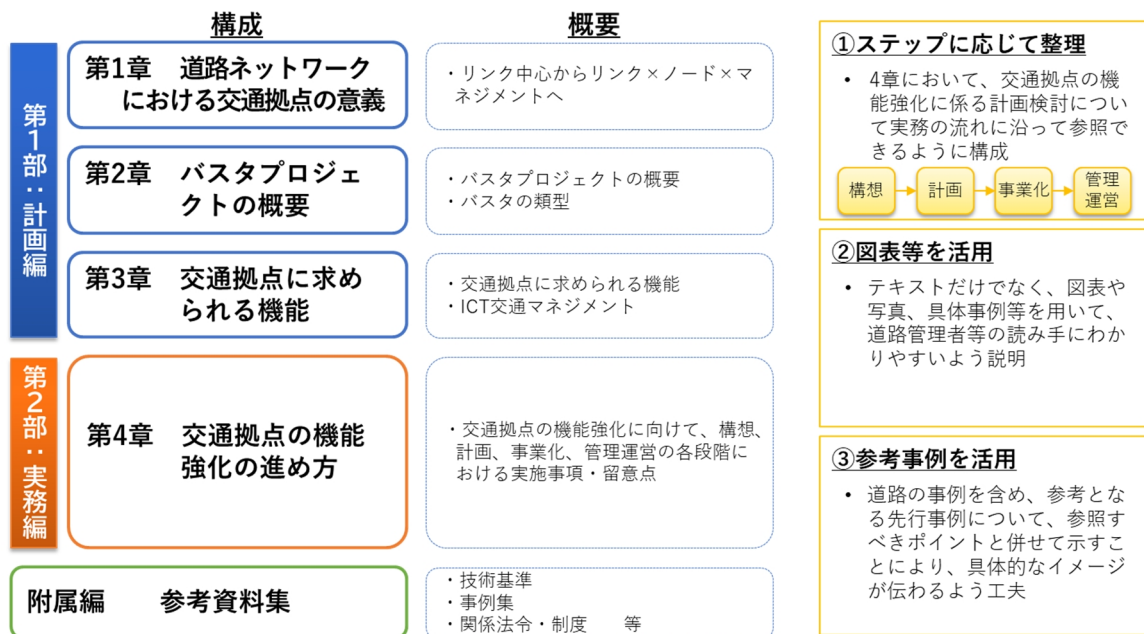 構成
概要
第1部：計画編
第1章　道路ネットワーク
における交通拠点の意義
・リンク中心からリンク×ノード×マ
ネジメントへ
第2章　バスタプロジェ
クトの概要
・バスタプロジェクトの概要
・バスタの類型
第3章　交通拠点に求め
られる機能
・交通拠点に求められる機能
・ICT交通マネジメント
第2部：実務編
第4章　交通拠点の機能
強化の進め方
・交通拠点の機能強化に向けて、構想、
計画、事業化、管理運営の各段階に
おける実施事項・留意点
附属編　　参考資料集
・技術基準
・事例集
・関係法令・制度　　等
①ステップに応じて整理
• 4章において、交通拠点の機
能強化に係る計画検討につい
て実務の流れに沿って参照で
きるように構成
構想
計画
事業化
管理
運営
②図表等を活用
• テキストだけでなく、図表や
写真、具体事例等を用いて、
道路管理者等の読み手にわか
りやすいよう説明
③参考事例を活用
• 道路の事例を含め、参考とな
る先行事例について、参照す
べきポイントと併せて示すこ
とにより、具体的なイメージ
が伝わるよう工夫